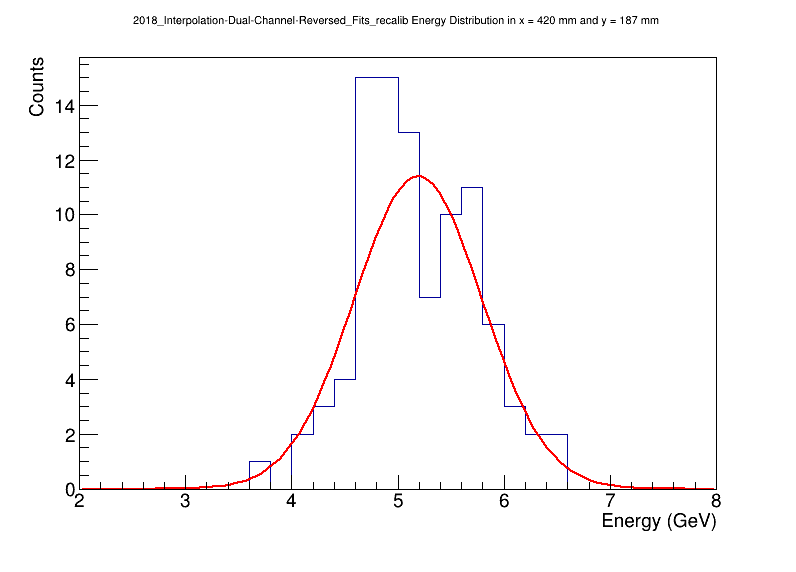 2018_Interpolation-Dual-Channel-Reversed_Fits_recalib Energy Distribution in x = 420 mm and y = 187 mm
Counts
14
12
10
8
6
4
2
0
2 3 4 5 6 7 8
Energy (GeV)